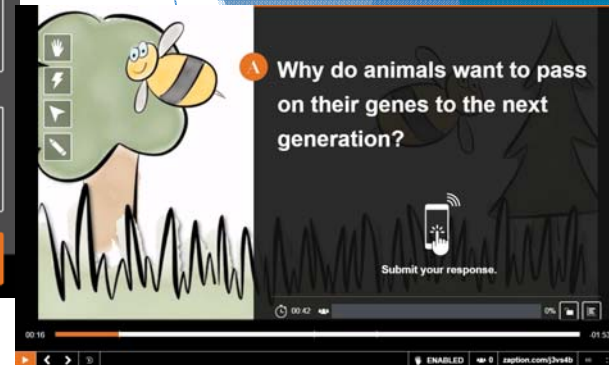 A
Why do animals want to pass
on their genes to the next
generation?
Submit your response.
00:42
0%
00:16
-01:53
ENABLED
0
zaption.com/j3vs4b